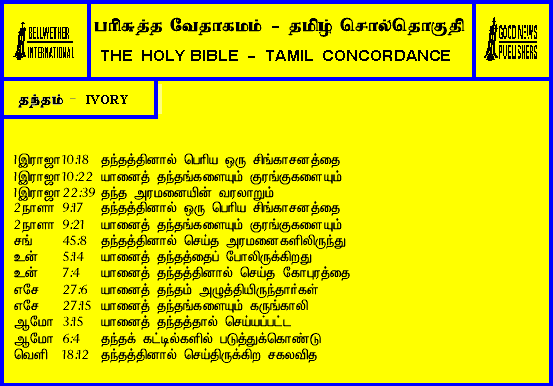 BELLWETHER INTERNATIONAL
பரிசுத்த வேதாகமம் - தமிழ் சொல்தொகுதி
THE HOLY BIBLE - TAMIL CONCORDANCE
GOOD NEWS PUBLISHERS
தந்தம் - IVORY
1இராஜா 10:18 தந்தத்தினால் பெரிய ஒரு சிங்காசனத்தை
1இராஜா 10:22 யானைத் தந்தங்களையும் குரங்குகளையும்
1இராஜா 22:39 தந்த அரமனையின் வரலாறும்
2நாளா 9:17 தந்தத்தினால் ஒரு பெரிய சிங்காசனத்தை
2நாளா 9:21 யானைத் தந்தங்களையும் குரங்குகளையும்
சங் 45:8 தந்தத்தினால் செய்த அரமனைகளிலிருந்து
உன் 5:14 யானைத் தந்தத்தைப் போலிருக்கிறது
உன் 7:4 யானைத் தந்தத்தினால் செய்த கோபுரத்தை
எசே 27:6 யானைத் தந்தம் அழுத்தியிருந்தார்கள்
எசே 27:15 யானைத் தந்தங்களையும் கருங்காலி
ஆமோ 3:15 யானைத் தந்தத்தால் செய்யப்பட்ட
ஆமோ 6:4 தந்தக் கட்டில்களில் படுத்துக்கொண்டு
வெளி 18:12 தந்தத்தினால் செய்திருக்கிற சகலவித